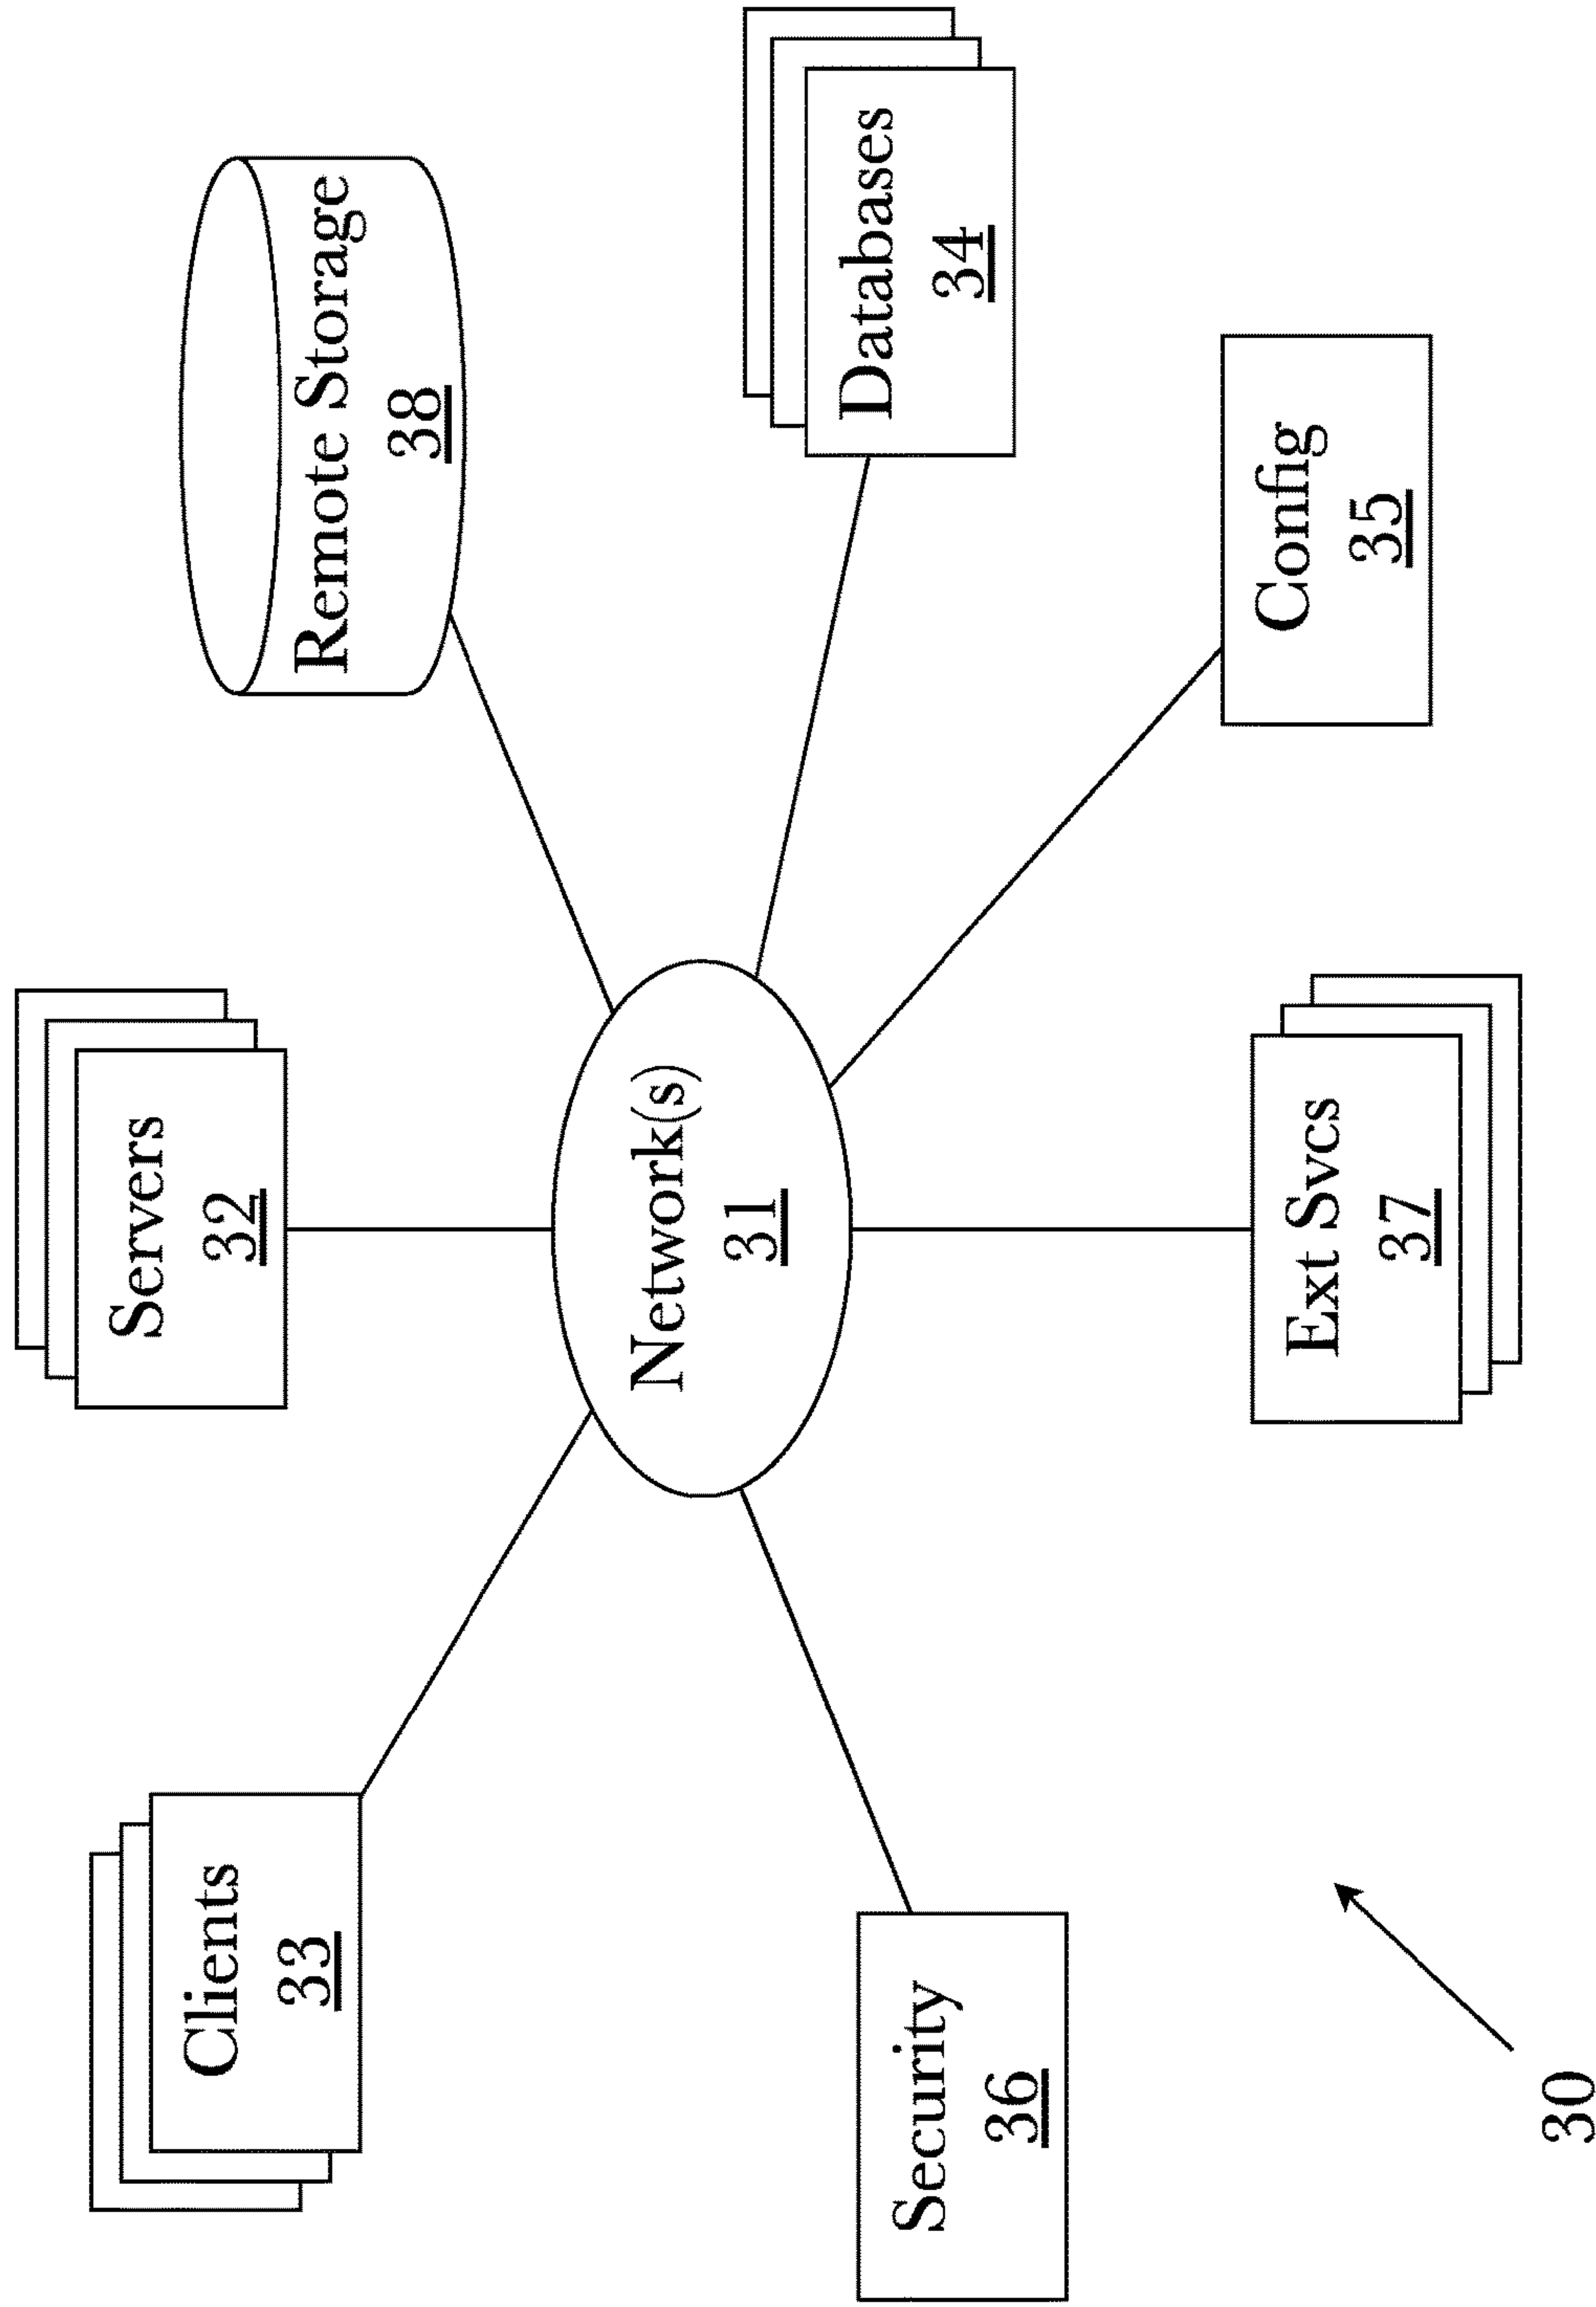 Servers
32
Clients
33
Remote Storage
38
Network(s)
31
Databases
34
Security
36
Ext Svcs
37
Config
35
30